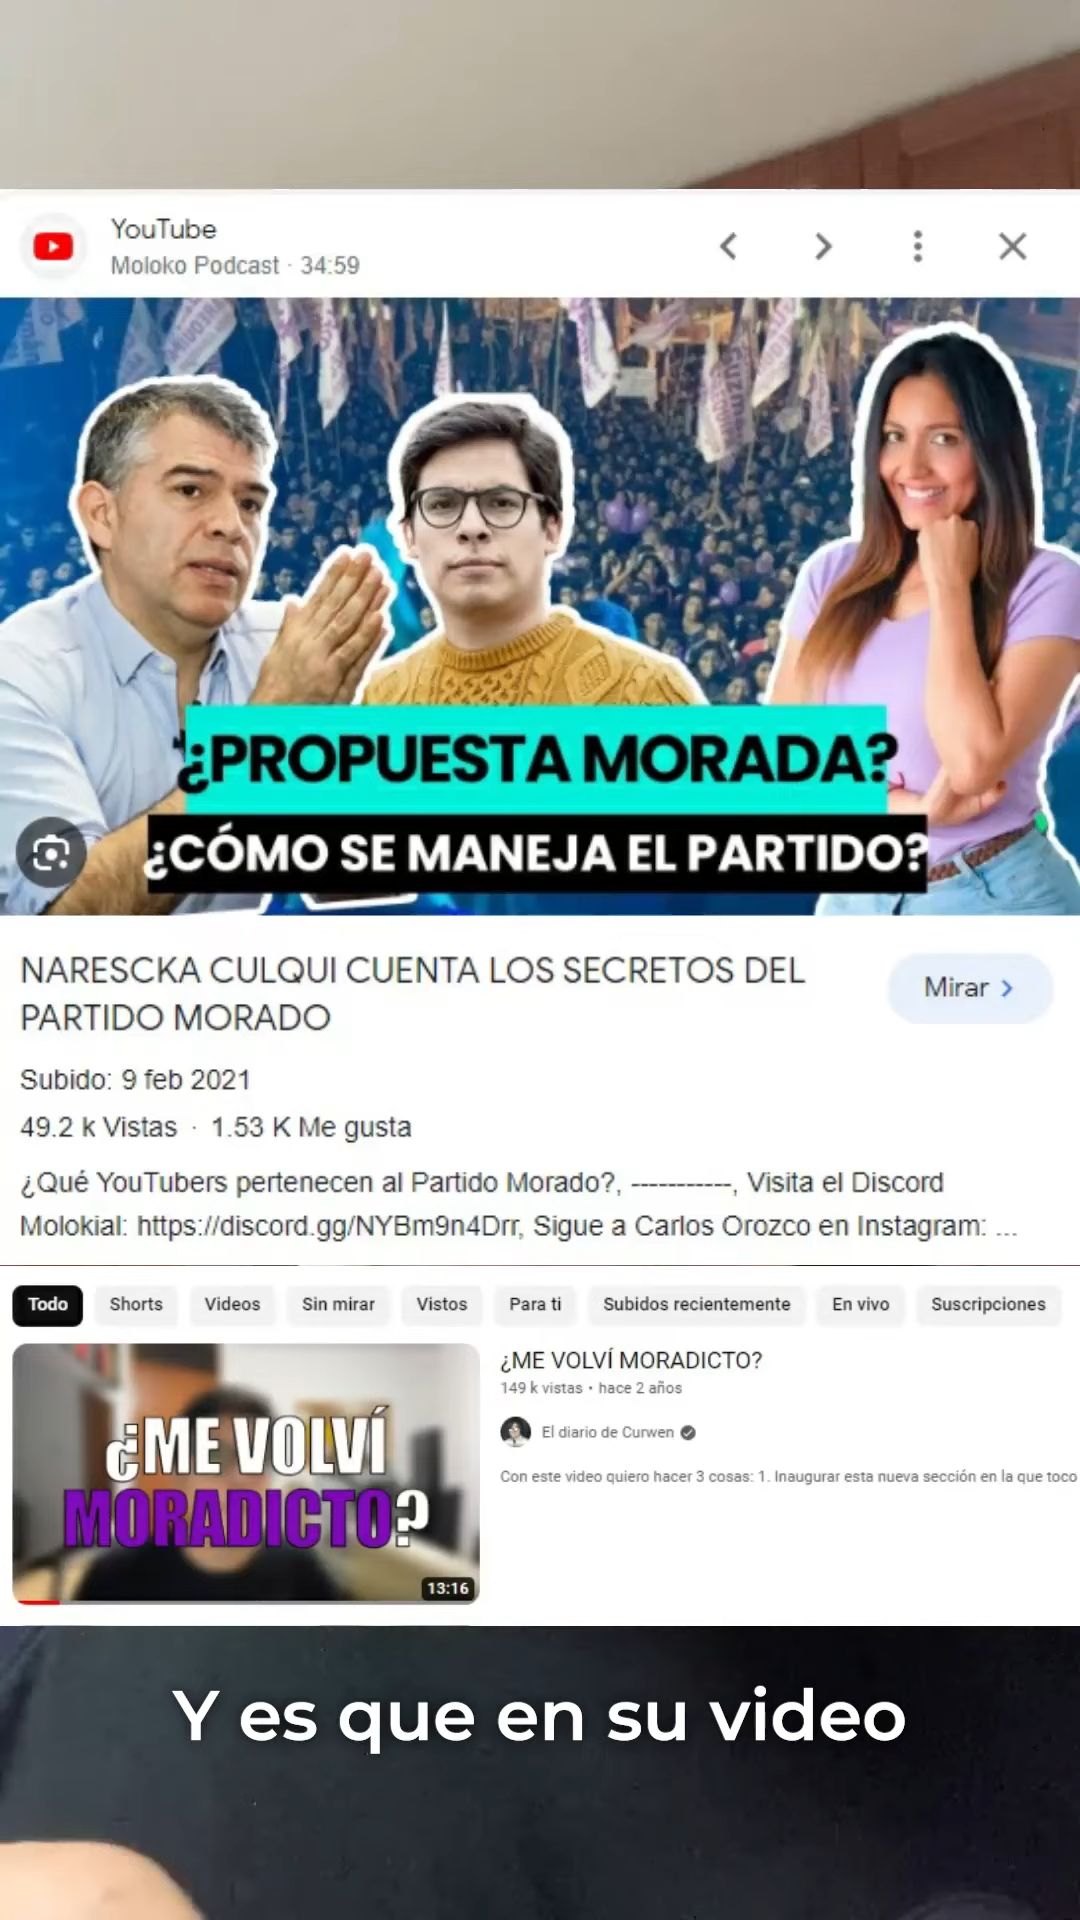 YouTube
Moloko Podcast · 34:59
¿PROPUESTA MORADA?
¿CÓMO SE MANEJA EL PARTIDO?
NARESCKA CULQUI CUENTA LOS SECRETOS DEL
PARTIDO MORADO
Mirar
Subido: 9 feb 2021
49.2 k Vistas · 1.53 K Me gusta
¿Qué YouTubers pertenecen al Partido Morado?, -----------, Visita el Discord
Molokial: https://discord.gg/NYBm9n4Drr, Sigue a Carlos Orozco en Instagram: ...
Todo Shorts Videos Sin mirar Vistos Para ti Subidos recientemente En vivo Suscripciones
¿ME VOLVÍ
MORADICTO?
13:16
¿ME VOLVÍ MORADICTO?
149 k vistas • hace 2 años
El diario de Curwen
Con este video quiero hacer 3 cosas: 1. Inaugurar esta nueva sección en la que toco
Y es que en su video